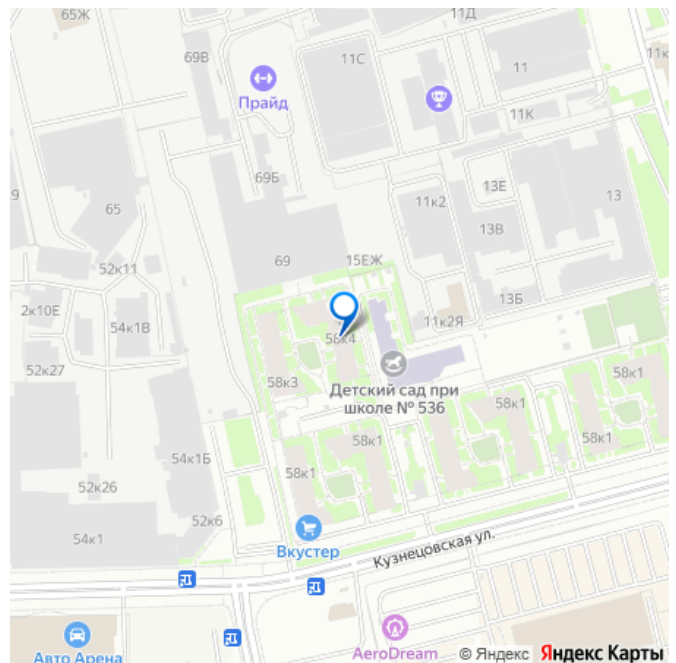 65Ж
69В
11С
11Д
11
11к
Прайд
11К
69Б
13Е
13
65
11к2
13В
9
52к11
69
15ЕЖ
13Б
2к10Е
54к1В
58к4
11к2Я
52к27
58к3
Детский сад при
школе № 536
58к1
58к1
58к1
58к1
54к1Б
58к1
52к26
52к6
54к1
Вкустер
Кузнецовская ул.
Авто Арена
AeroDream
© Яндекс Яндекс Карты